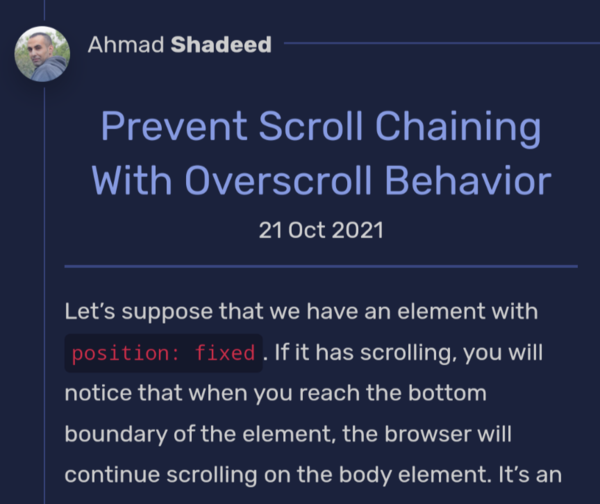 Ahmad Shadeed
Prevent Scroll Chaining
With Overscroll Behavior
21 Oct 2021
Let’s suppose that we have an element with
position: fixed. If it has scrolling, you will
notice that when you reach the bottom
boundary of the element, the browser will
continue scrolling on the body element. It’s an